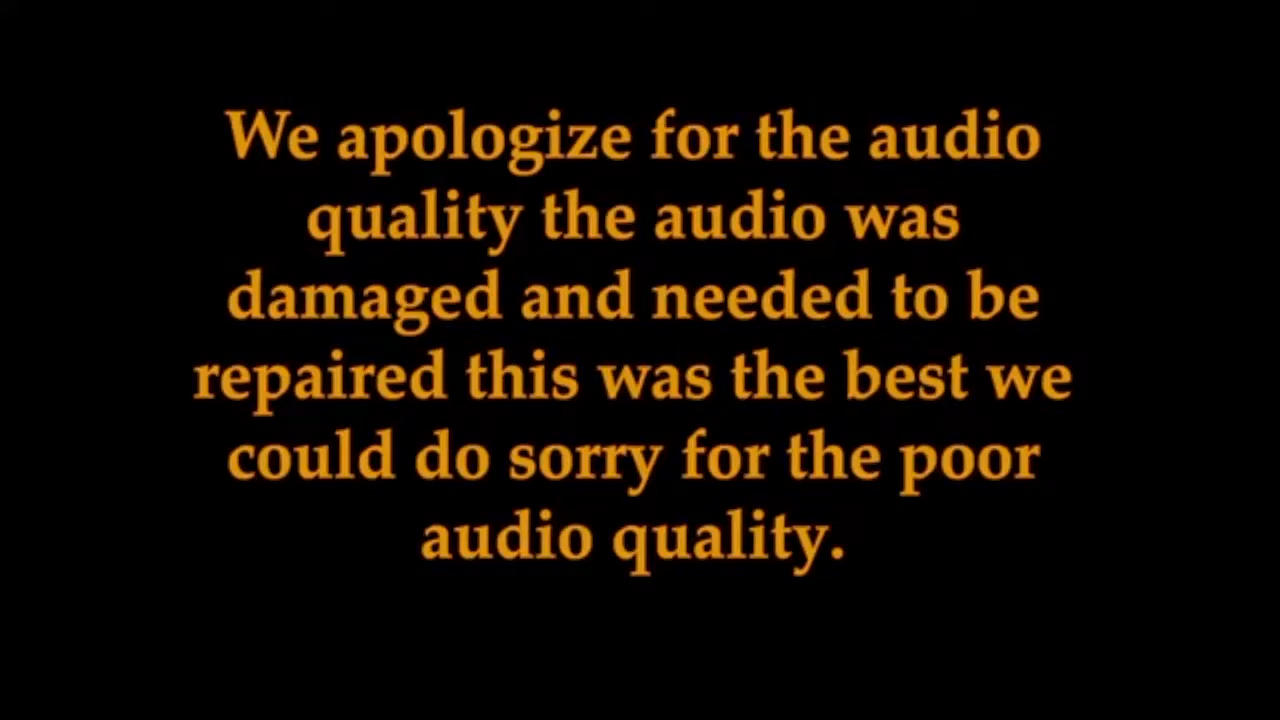 We apologize for the audio
quality the audio was
damaged and needed to be
repaired this was the best we
could do sorry for the poor
audio quality.